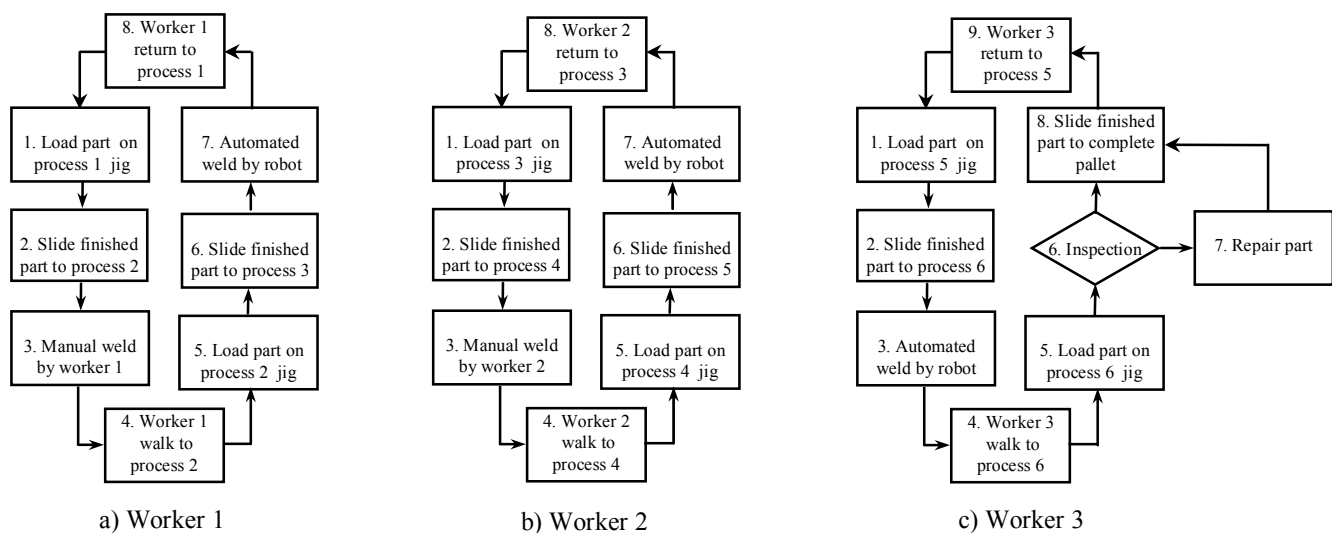 8. Worker 1
return to
process 1
1. Load part on
process 1 jig
7. Automated
weld by robot
2. Slide finished
part to process 2
6. Slide finished
part to process 3
3. Manual weld
by worker 1
5. Load part on
process 2 jig
4. Worker 1
walk to
process 2
a) Worker 1
8. Worker 2
return to
process 3
1. Load part on
process 3 jig
7. Automated
weld by robot
2. Slide finished
part to process 4
6. Slide finished
part to process 5
3. Manual weld
by worker 2
5. Load part on
process 4 jig
4. Worker 2
walk to
process 4
b) Worker 2
9. Worker 3
return to
process 5
1. Load part on
process 5 jig
8. Slide finished
part to complete
pallet
2. Slide finished
part to process 6
6. Inspection
7. Repair part
3. Automated
weld by robot
5. Load part on
process 6 jig
4. Worker 3
walk to
process 6
c) Worker 3